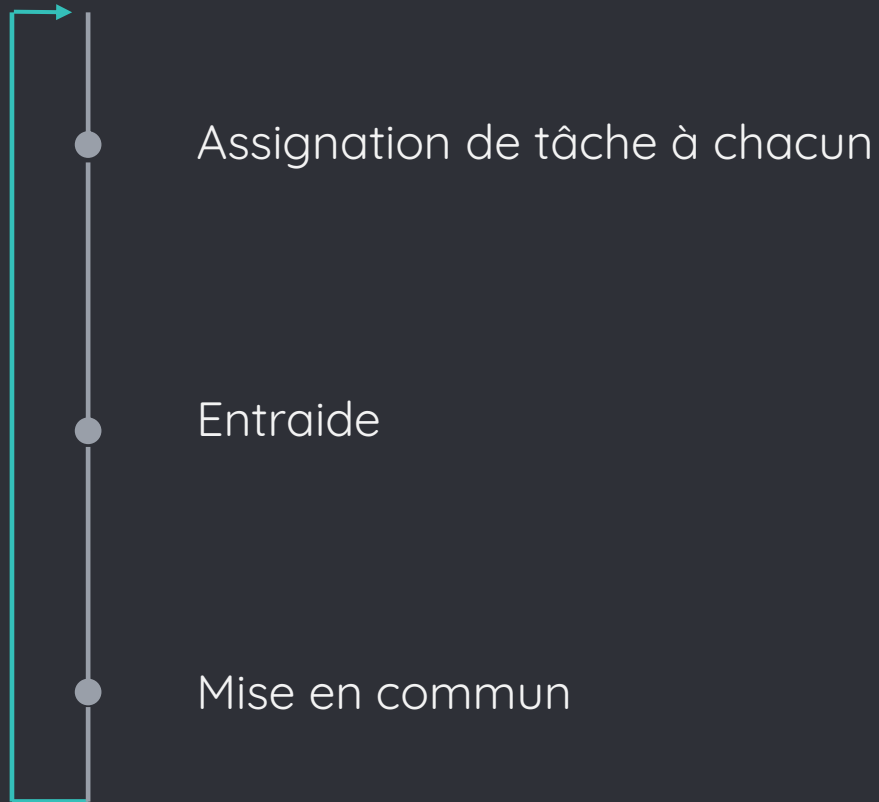 Assignation de tâche à chacun
Entraide
Mise en commun